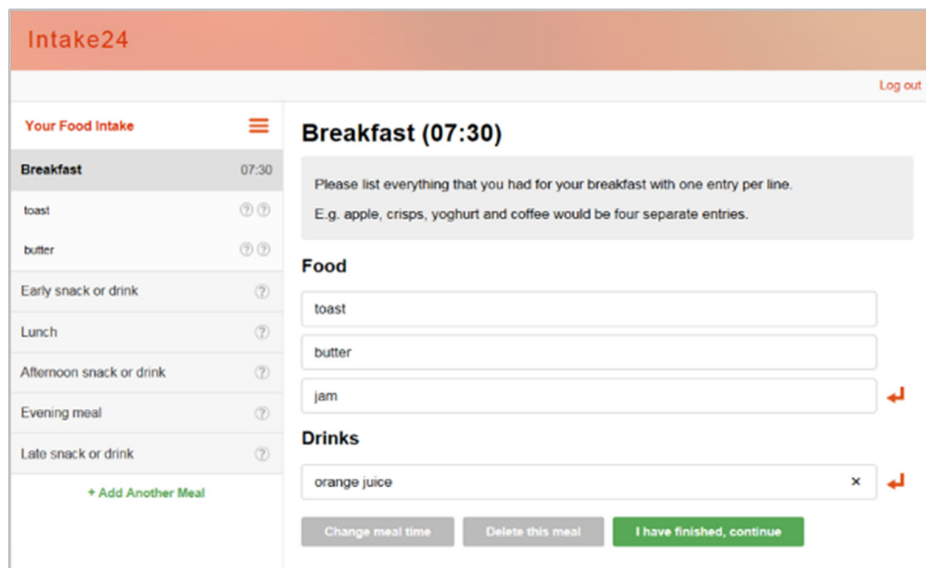 Intake24
Log out
Your Food Intake
Breakfast 07:30
toast
butter
Early snack or drink
Lunch
Afternoon snack or drink
Evening meal
Late snack or drink
+ Add Another Meal
Breakfast (07:30)
Please list everything that you had for your breakfast with one entry per line.
E.g. apple, crisps, yoghurt and coffee would be four separate entries.
Food
toast
butter
jam
Drinks
orange juice
Change meal time Delete this meal I have finished, continue